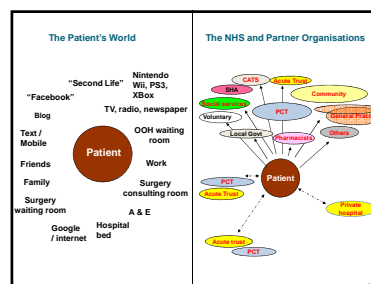 The Patient's World
"Second Life"
Nintendo
Wii, PS3,
XBox
"Facebook"
TV, radio, newspaper
Blog
OOH waiting
room
Text /
Mobile
Patient
Friends
Work
Family
Surgery
consulting room
Surgery
waiting room
A & E
Google
/ internet
Hospital
bed
The NHS and Partner Organisations
CATS
Acute Trust
SHA
Community
Social services
PCT
General Pract
Voluntary
Local Govt
Others
Pharmacists
Patient
PCT
Acute Trust
Private
hospital
Acute trust
PCT